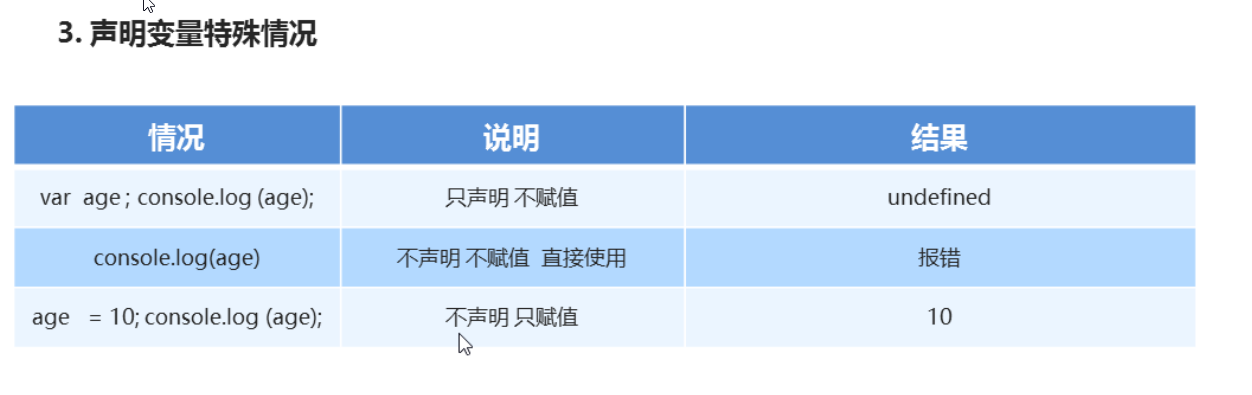 3. 声明变量特殊情况
情况 说明 结果
var age ; console.log (age); 只声明 不赋值 undefined
console.log(age) 不声明 不赋值 直接使用 报错
age = 10; console.log (age); 不声明 只赋值 10